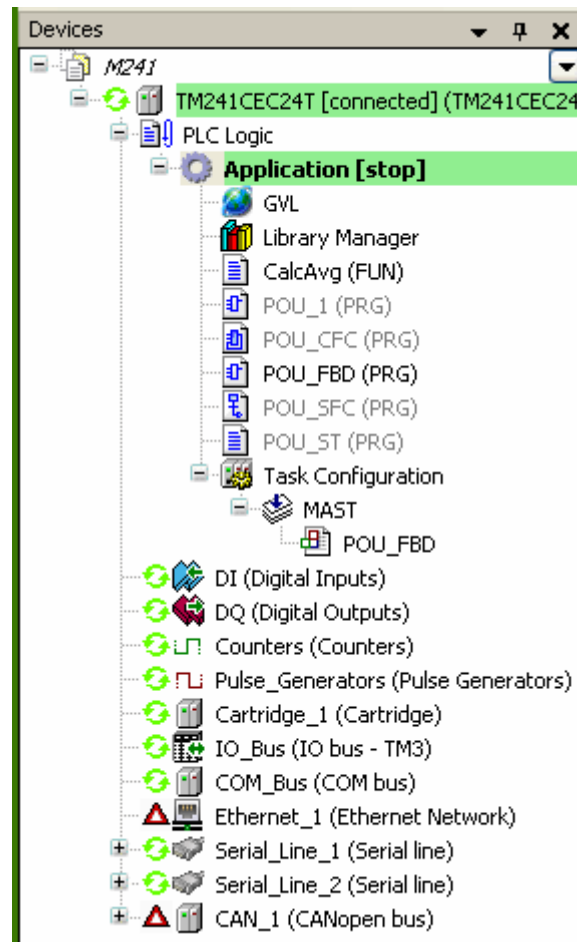 Devices
M241
TM241CEC24T [connected] (TM241CEC24
PLC Logic
Application [stop]
GVL
Library Manager
CalcAvg (FUN)
POU_1 (PRG)
POU_CFC (PRG)
POU_FBD (PRG)
POU_SFC (PRG)
POU_ST (PRG)
Task Configuration
MAST
POU_FBD
DI (Digital Inputs)
DQ (Digital Outputs)
Counters (Counters)
Pulse_Generators (Pulse Generators)
Cartridge_1 (Cartridge)
IO_Bus (IO bus - TM3)
COM_Bus (COM bus)
Ethernet_1 (Ethernet Network)
Serial_Line_1 (Serial line)
Serial_Line_2 (Serial line)
CAN_1 (CANopen bus)